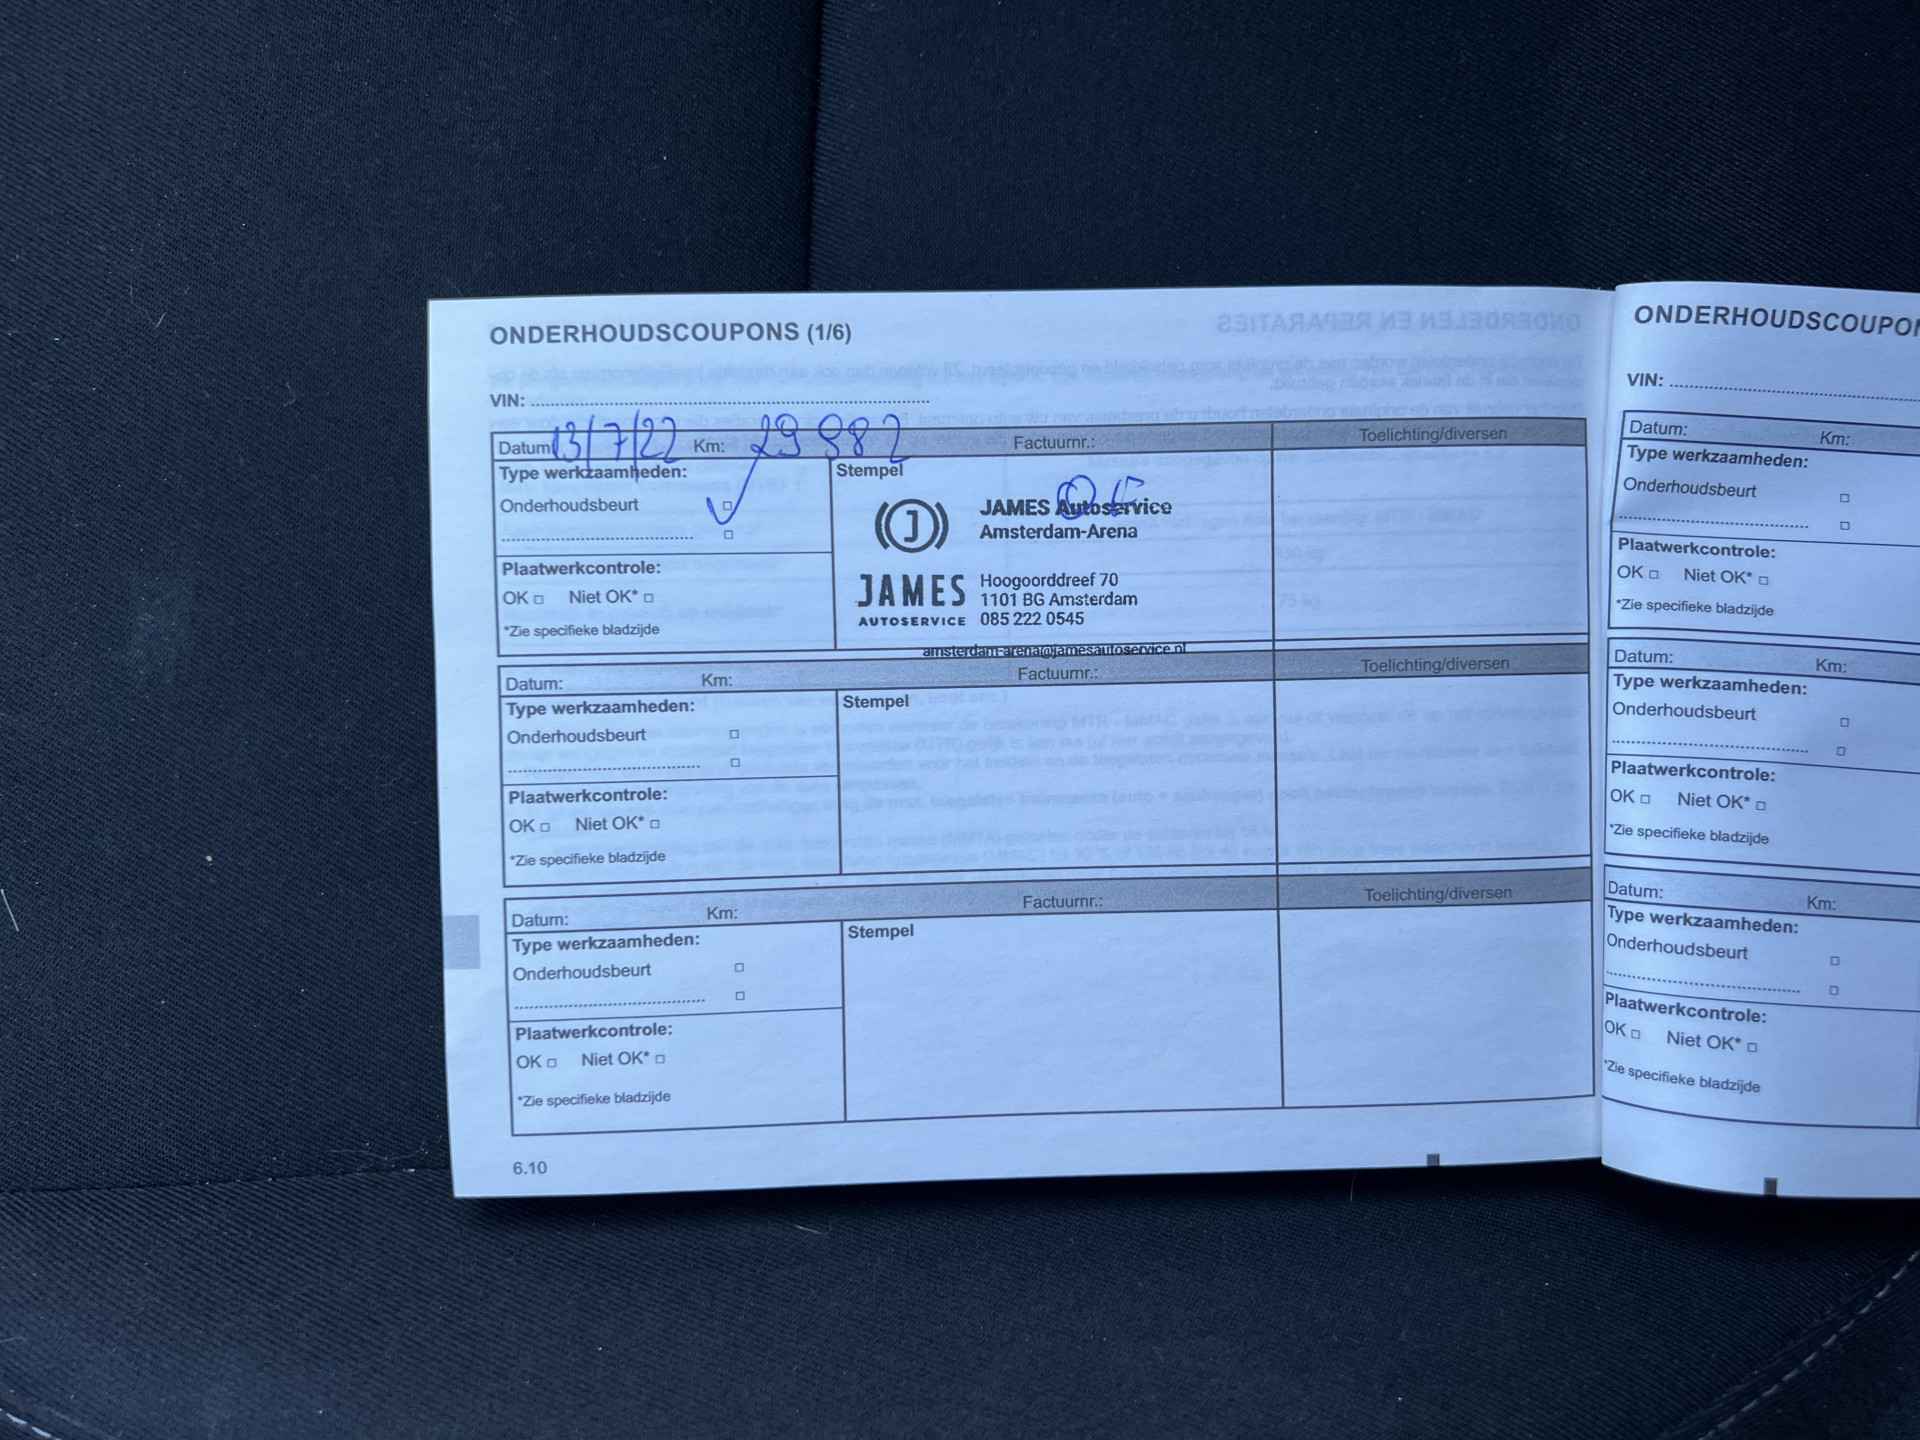 ONDERHOUDSCOUPONS (1/6)
VIN:
Datum: 13/7/22 Km: 29 982 Factuurnr.: Toelichting/diversen
Type werkzaamheden: Stempel
Onderhoudsbeurt
JAMES Autoservice
Amsterdam-Arena
J
Plaatwerkcontrole:
OK Niet OK*
*Zie specifieke bladzijde
JAMES
AUTOSERVICE
Hoogoorddreef 70
1101 BG Amsterdam
085 222 0545
amsterdam-arena@jamesautoservice.nl
Datum: Km: Factuurnr.: Toelichting/diversen
Type werkzaamheden: Stempel
Onderhoudsbeurt
Plaatwerkcontrole:
OK Niet OK*
*Zie specifieke bladzijde
Datum: Km: Factuurnr.: Toelichting/diversen
Type werkzaamheden: Stempel
Onderhoudsbeurt
Plaatwerkcontrole:
OK Niet OK*
*Zie specifieke bladzijde
6.10
VIN:
Datum: Km:
Type werkzaamheden:
Onderhoudsbeurt
Plaatwerkcontrole:
OK Niet OK*
*Zie specifieke bladzijde
Datum: Km:
Type werkzaamheden:
Onderhoudsbeurt
Plaatwerkcontrole:
OK Niet OK*
*Zie specifieke bladzijde
Datum: Km:
Type werkzaamheden:
Onderhoudsbeurt
Plaatwerkcontrole:
OK Niet OK*
*Zie specifieke bladzijde